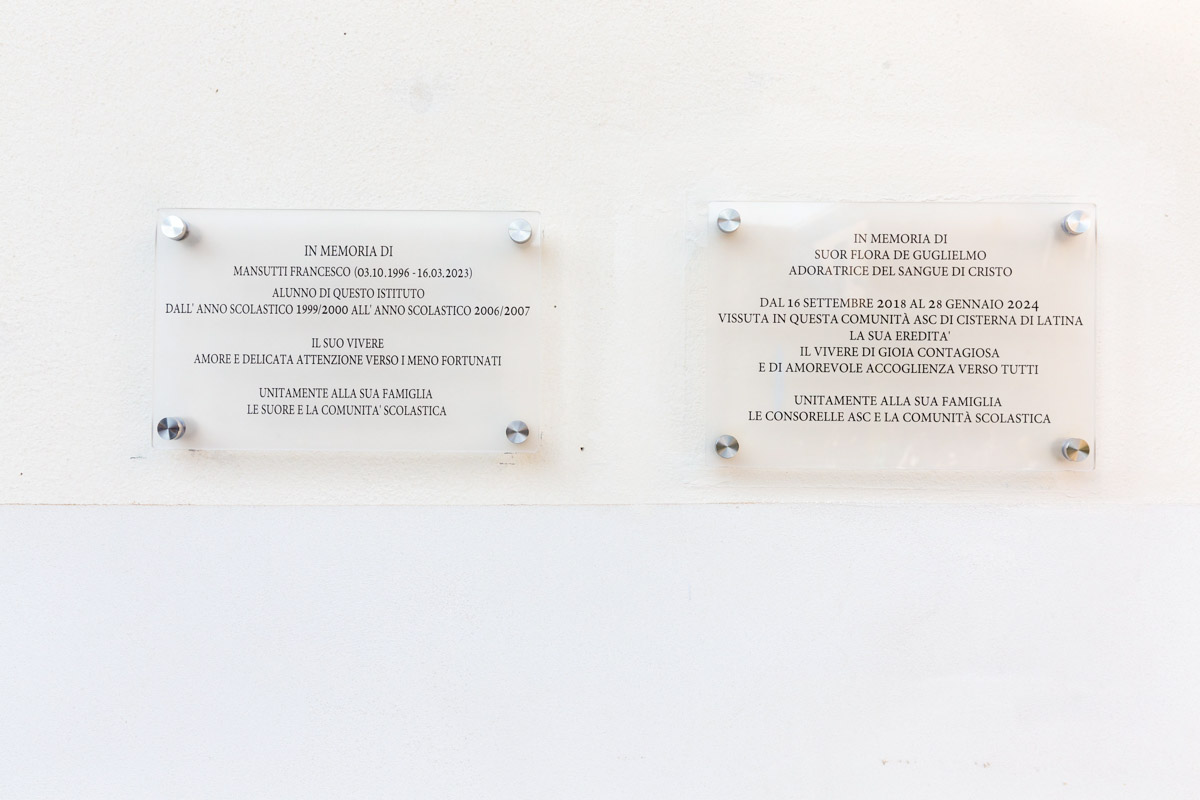 IN MEMORIA DI
MANSUTTI FRANCESCO (03.10.1996 - 16.03.2023)
ALUNNO DI QUESTO ISTITUTO
DALL' ANNO SCOLASTICO 1999/2000 ALL' ANNO SCOLASTICO 2006/2007
IL SUO VIVERE
AMORE E DELICATA ATTENZIONE VERSO I MENO FORTUNATI
UNITAMENTE ALLA SUA FAMIGLIA
LE SUORE E LA COMUNITA' SCOLASTICA
IN MEMORIA DI
SUOR FLORA DE GUGLIELMO
ADORATRICE DEL SANGUE DI CRISTO
DAL 16 SETTEMBRE 2018 AL 28 GENNAIO 2024
VISSUTA IN QUESTA COMUNITÀ ASC DI CISTERNA DI LATINA
LA SUA EREDITA'
IL VIVERE DI GIOIA CONTAGIOSA
E DI AMOREVOLE ACCOGLIENZA VERSO TUTTI
UNITAMENTE ALLA SUA FAMIGLIA
LE CONSORELLE ASC E LA COMUNITÀ SCOLASTICA